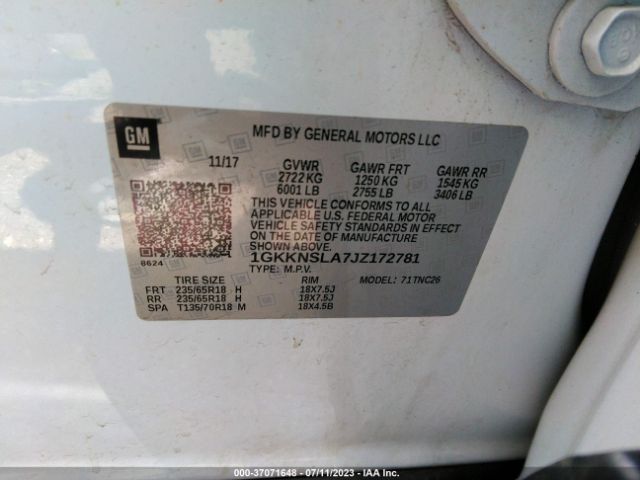 GM
MFD BY GENERAL MOTORS LLC
11/17 GVWR GAWR FRT GAWR RR
2722 KG 1250 KG 1545 KG
6001 LB 2755 LB 3406 LB
THIS VEHICLE CONFORMS TO ALL
APPLICABLE U.S. FEDERAL MOTOR
VEHICLE SAFETY STANDARDS IN EFFECT
ON THE DATE OF MANUFACTURE
SHOWN ABOVE.
8624 1GKKNSLA7JZ172781
TYPE: M.P.V. MODEL: 71TNC26
TIRE SIZE RIM
FRT 235/65R18 H 18X7.5J
RR 235/65R18 H 18X7.5J
SPA T135/70R18 M 18X4.5B
000-37071648 - 07/11/2023 - IAA Inc.